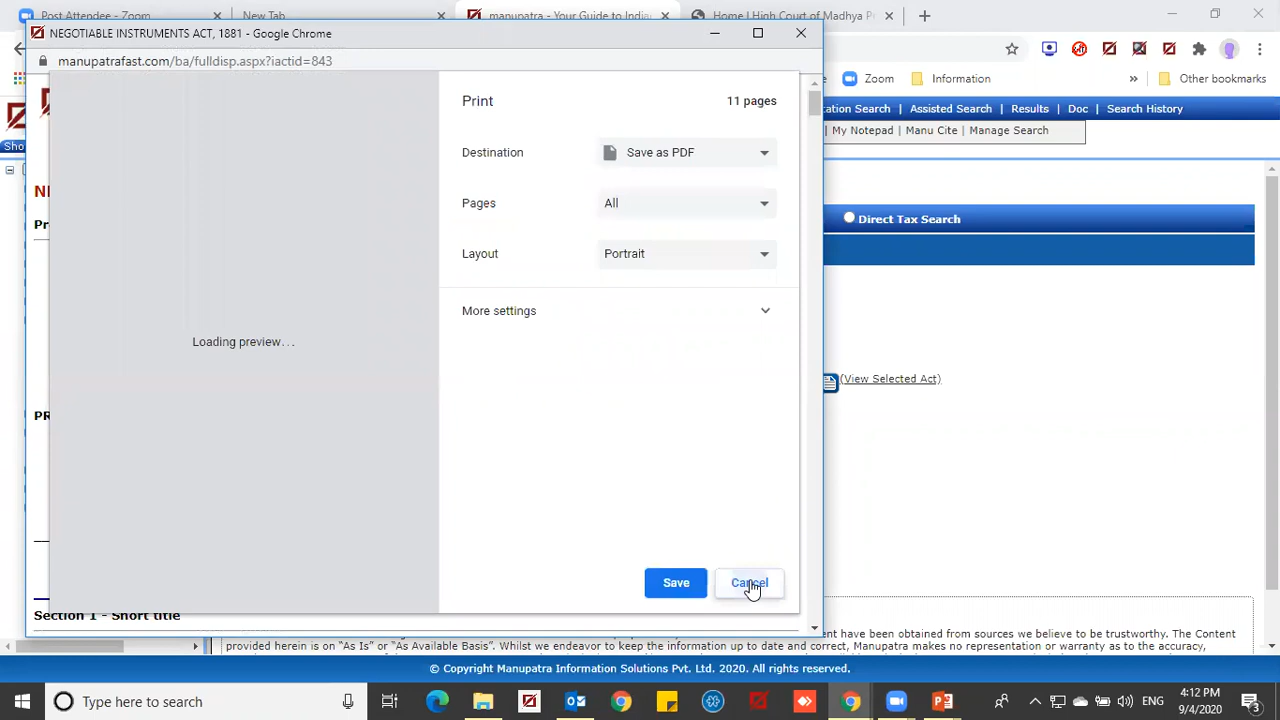 Post Attendee - Zoom
New Tab
manupatra - Your Guide to India
Home | High Court of Madhya P
NEGOTIABLE INSTRUMENTS ACT, 1881 - Google Chrome
manupatrafast.com/ba/fulldisp.aspx?iactid=843
Zoom
Information
»
Other bookmarks
ation Search | Assisted Search | Results | Doc | Search History
My Notepad | Manu Cite | Manage Search
Sho
NE
Pr
Print
11 pages
Destination
Save as PDF
Pages
All
Layout
Portrait
More settings
Loading preview...
Save
Cancel
Direct Tax Search
(View Selected Act)
PR
Section 1 - Short title
ent have been obtained from sources we believe to be trustworthy. The Content
provided herein is on "As Is" or "As Available Basis". Whilst we endeavor to keep the information up to date and correct, Manupatra makes no representation or warranty as to the accuracy,
© Copyright Manupatra Information Solutions Pvt. Ltd. 2020. All rights reserved.
Type here to search
ENG
4:12 PM
9/4/2020
3